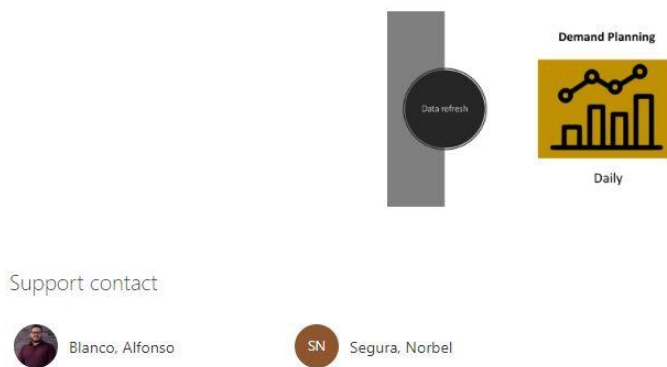 Demand Planning
Data refresh
Daily
Support contact
Blanco, Alfonso
SN
Segura, Norbel